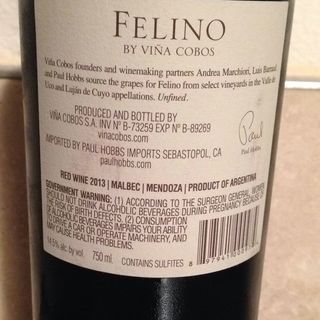 FELINO
BY VIÑA COBOS
Viña Cobos founders and winemaking partners Andrea Marchiori, Luis Barraud
and Paul Hobbs source the grapes for Felino from select vineyards in the Valle de
Uco and Luján de Cuyo appellations. Unfined.
PRODUCED AND BOTTLED BY
VIÑA COBOS S.A. INV Nº B-73259 EXP Nº B-89269
vinacobos.com
IMPORTED BY PAUL HOBBS IMPORTS SEBASTOPOL, CA
paulhobbs.com
Paul
Paul Hobbs
RED WINE 2013 | MALBEC | MENDOZA | PRODUCT OF ARGENTINA
GOVERNMENT WARNING: (1) ACCORDING TO THE SURGEON GENERAL, WOMEN
SHOULD NOT DRINK ALCOHOLIC BEVERAGES DURING PREGNANCY BECAUSE OF
THE RISK OF BIRTH DEFECTS. (2) CONSUMPTION
OF ALCOHOLIC BEVERAGES IMPAIRS YOUR ABILITY
TO DRIVE A CAR OR OPERATE MACHINERY, AND
MAY CAUSE HEALTH PROBLEMS.
14.5% alc by vol. 750 ml. CONTAINS SULFITES